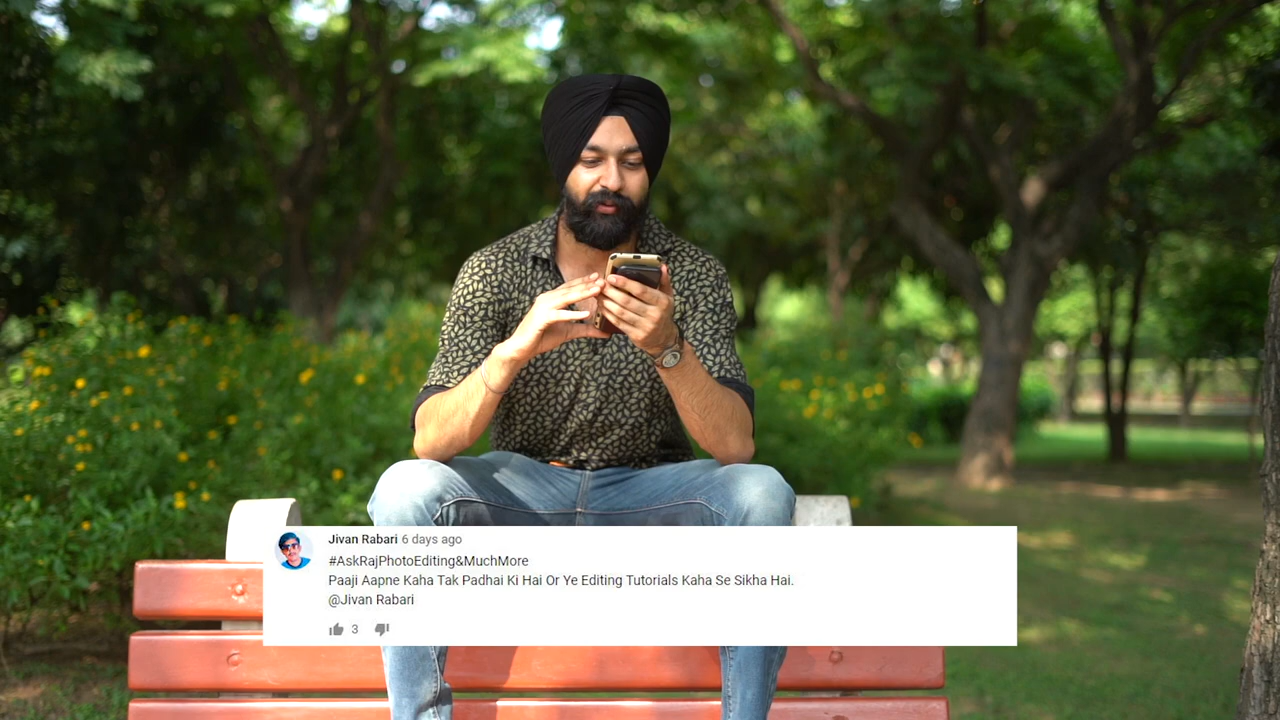 Jivan Rabari 6 days ago
#AskRajPhotoEditing&MuchMore
Paaji Aapne Kaha Tak Padhai Ki Hai Or Ye Editing Tutorials Kaha Se Sikha Hai.
@Jivan Rabari
3